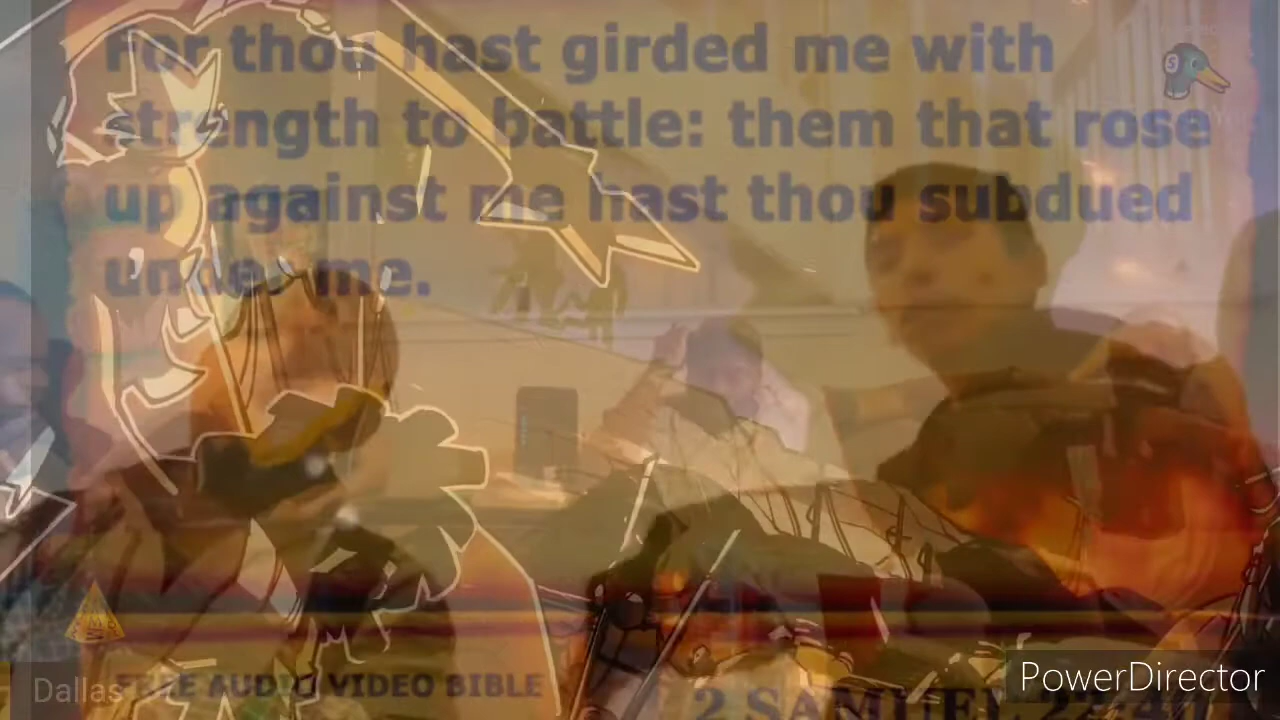 For thou hast girded me with
strength to battle: them that rose
up against me hast thou subdued
under me.
S
Dallas
FREE AUDIO VIDEO BIBLE
2 SAMUEL
PowerDirector